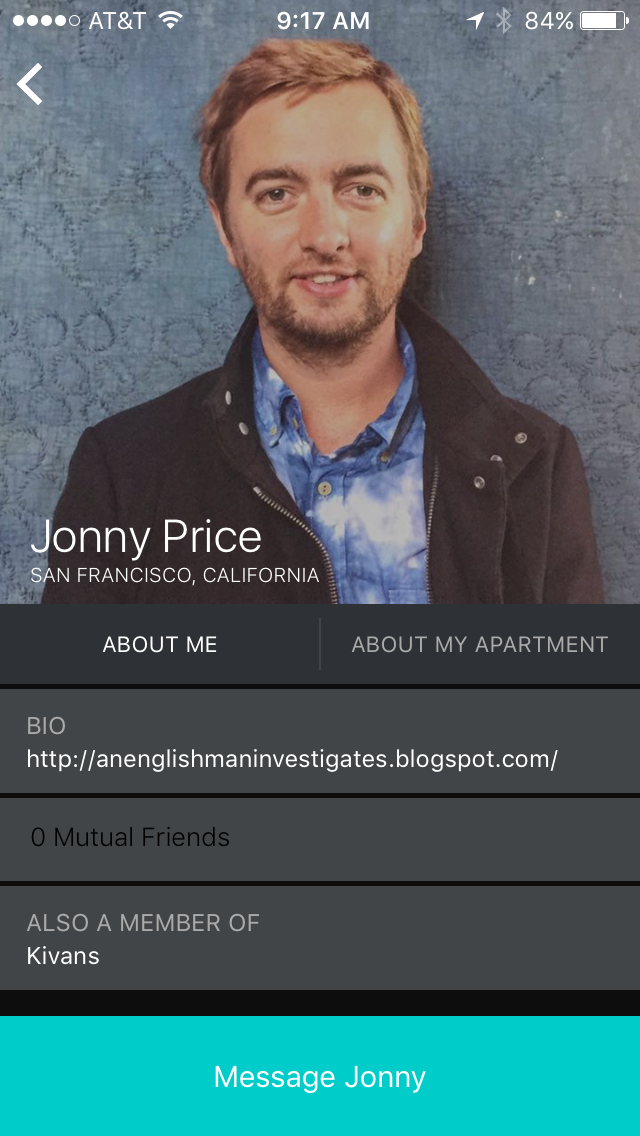 AT&T 9:17 AM 84%
Jonny Price
SAN FRANCISCO, CALIFORNIA
ABOUT ME ABOUT MY APARTMENT
BIO
http://anenglishmaninvestigates.blogspot.com/
0 Mutual Friends
ALSO A MEMBER OF
Kivans
Message Jonny